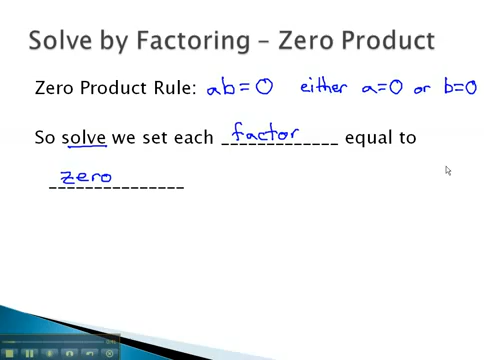 Solve by Factoring – Zero Product
Zero Product Rule: ab=0 either a=0 or b=0
So solve we set each factor equal to
zero